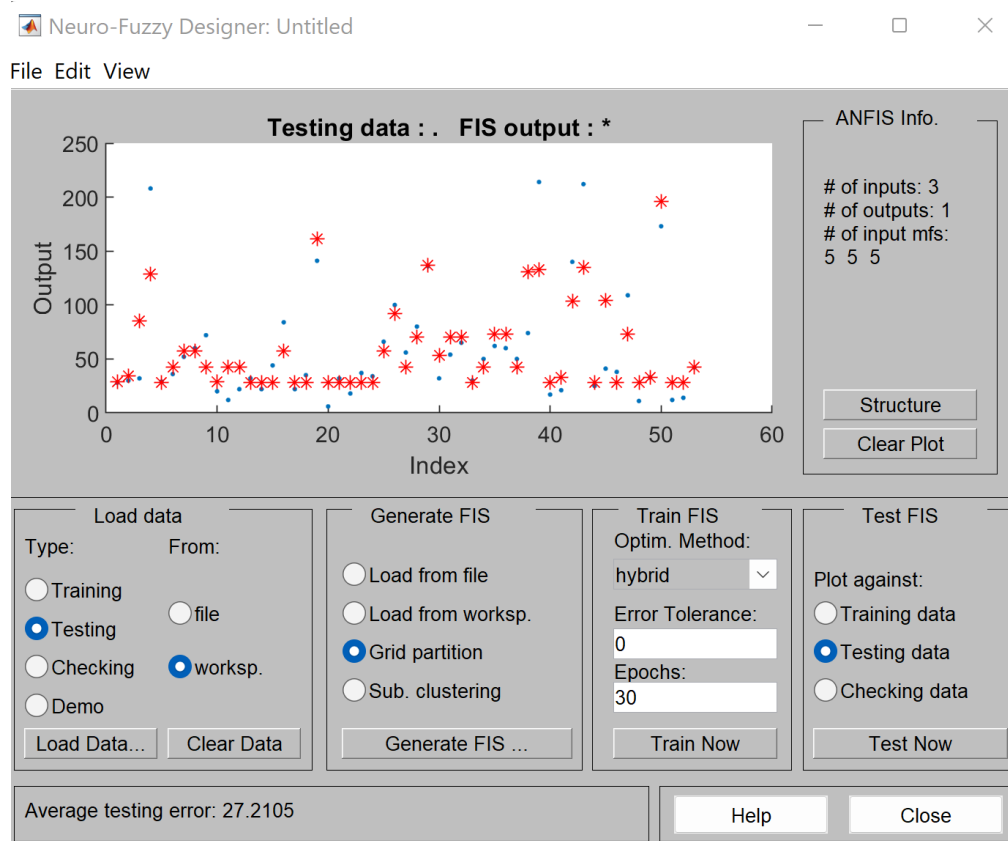 Neuro-Fuzzy Designer: Untitled
File Edit View
Testing data : . FIS output : *
250
200
150
100
50
0
Output
0 10 20 30 40 50 60
Index
ANFIS Info.
# of inputs: 3
# of outputs: 1
# of input mfs:
5 5 5
Structure
Clear Plot
Load data
Type: From:
Training
Testing
Checking
Demo
file
worksp.
Load Data... Clear Data
Generate FIS
Load from file
Load from worksp.
Grid partition
Sub. clustering
Generate FIS ...
Train FIS
Optim. Method:
hybrid
Error Tolerance:
0
Epochs:
30
Train Now
Test FIS
Plot against:
Training data
Testing data
Checking data
Test Now
Average testing error: 27.2105
Help Close